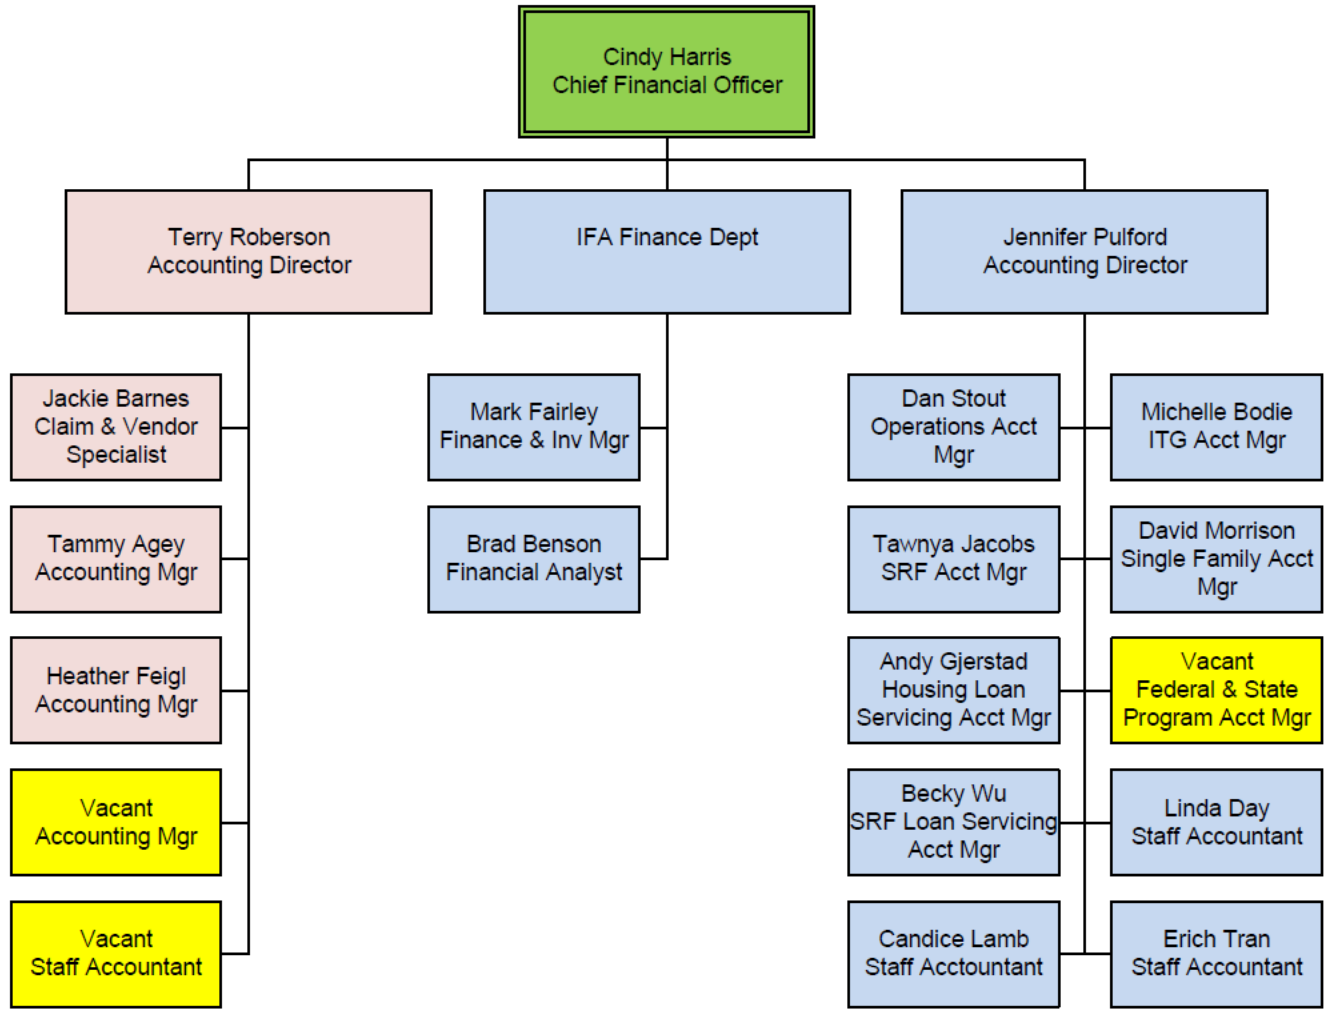 Cindy Harris
Chief Financial Officer
Terry Roberson
Accounting Director
IFA Finance Dept
Jennifer Pulford
Accounting Director
Jackie Barnes
Claim & Vendor
Specialist
Tammy Agey
Accounting Mgr
Heather Feigl
Accounting Mgr
Vacant
Accounting Mgr
Vacant
Staff Accountant
Mark Fairley
Finance & Inv Mgr
Brad Benson
Financial Analyst
Dan Stout
Operations Acct
Mgr
Michelle Bodie
ITG Acct Mgr
Tawnya Jacobs
SRF Acct Mgr
David Morrison
Single Family Acct
Mgr
Andy Gjerstad
Housing Loan
Servicing Acct Mgr
Vacant
Federal & State
Program Acct Mgr
Becky Wu
SRF Loan Servicing
Acct Mgr
Linda Day
Staff Accountant
Candice Lamb
Staff Acctountant
Erich Tran
Staff Accountant